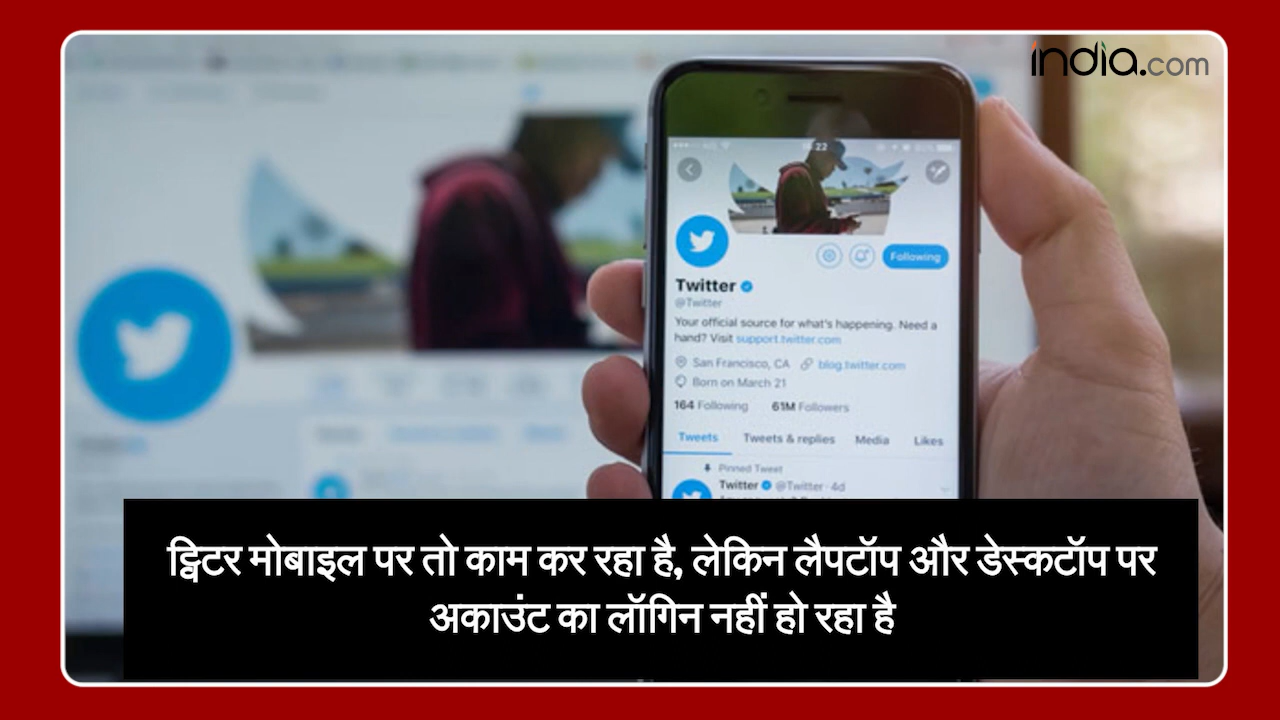 india.com
22
Following
Twitter
@Twitter
Your official source for what's happening. Need a
hand? Visit support.twitter.com
San Francisco, CA blog.twitter.com
Born on March 21
164 Following 61M Followers
Tweets Tweets & replies Media Likes
Pinned Tweet
Twitter @Twitter · 4d
ट्विटर मोबाइल पर तो काम कर रहा है, लेकिन लैपटॉप और डेस्कटॉप पर
अकाउंट का लॉगिन नहीं हो रहा है